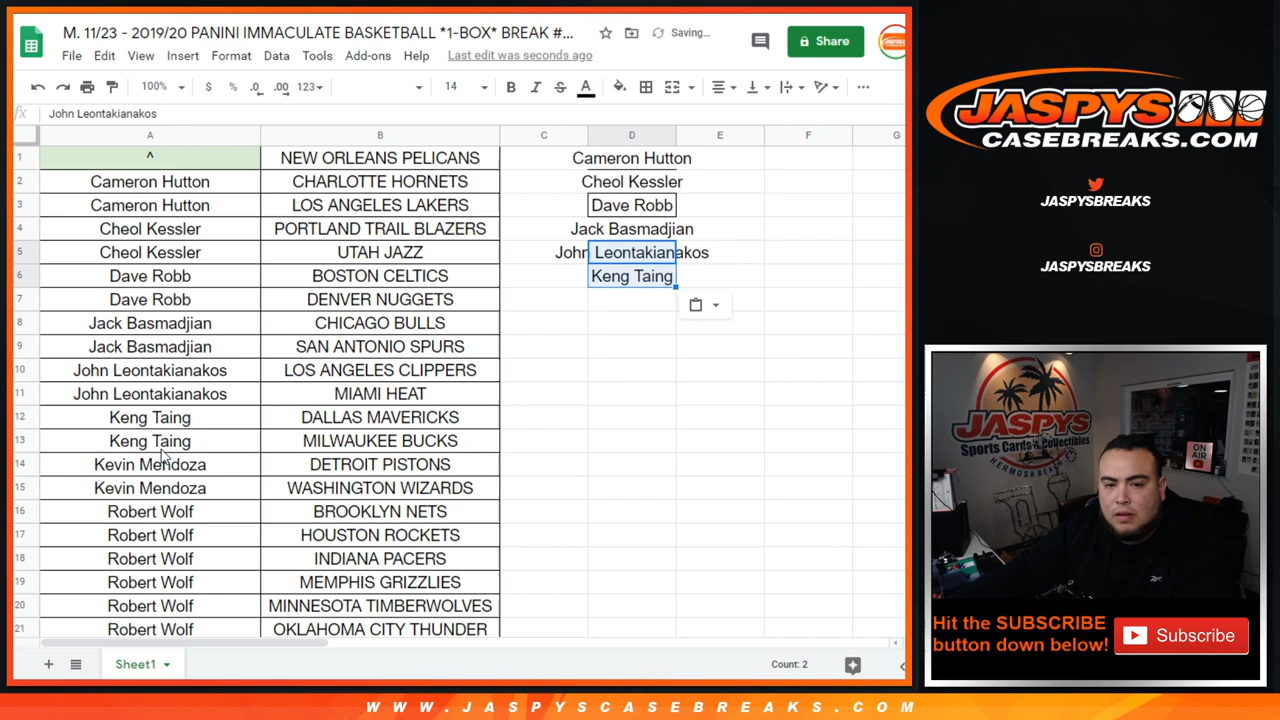 M. 11/23 - 2019/20 PANINI IMMACULATE BASKETBALL *1-BOX* BREAK #...
Saving...
Share
File Edit View Insert Format Data Tools Add-ons Help Last edit was seconds ago
100% $ % .0 .00 123 14 B I S A
fx John Leontakianakos
A B C D E F G
1 ^ NEW ORLEANS PELICANS Cameron Hutton
2 Cameron Hutton CHARLOTTE HORNETS Cheol Kessler
3 Cameron Hutton LOS ANGELES LAKERS Dave Robb
4 Cheol Kessler PORTLAND TRAIL BLAZERS Jack Basmadjian
5 Cheol Kessler UTAH JAZZ John Leontakianakos
6 Dave Robb BOSTON CELTICS Keng Taing
7 Dave Robb DENVER NUGGETS
8 Jack Basmadjian CHICAGO BULLS
9 Jack Basmadjian SAN ANTONIO SPURS
10 John Leontakianakos LOS ANGELES CLIPPERS
11 John Leontakianakos MIAMI HEAT
12 Keng Taing DALLAS MAVERICKS
13 Keng Taing MILWAUKEE BUCKS
14 Kevin Mendoza DETROIT PISTONS
15 Kevin Mendoza WASHINGTON WIZARDS
16 Robert Wolf BROOKLYN NETS
17 Robert Wolf HOUSTON ROCKETS
18 Robert Wolf INDIANA PACERS
19 Robert Wolf MEMPHIS GRIZZLIES
20 Robert Wolf MINNESOTA TIMBERWOLVES
21 Robert Wolf OKLAHOMA CITY THUNDER
Sheet1
Count: 2
JASPYS
CASEBREAKS.COM
JASPYSBREAKS
JASPYSBREAKS
JASPYS
Sports Cards & Collectibles
HERMOSA BEACH
ON
AIR
Hit the SUBSCRIBE
button down below!
Subscribe
WWW.JASPYSCASEBREAKS.COM